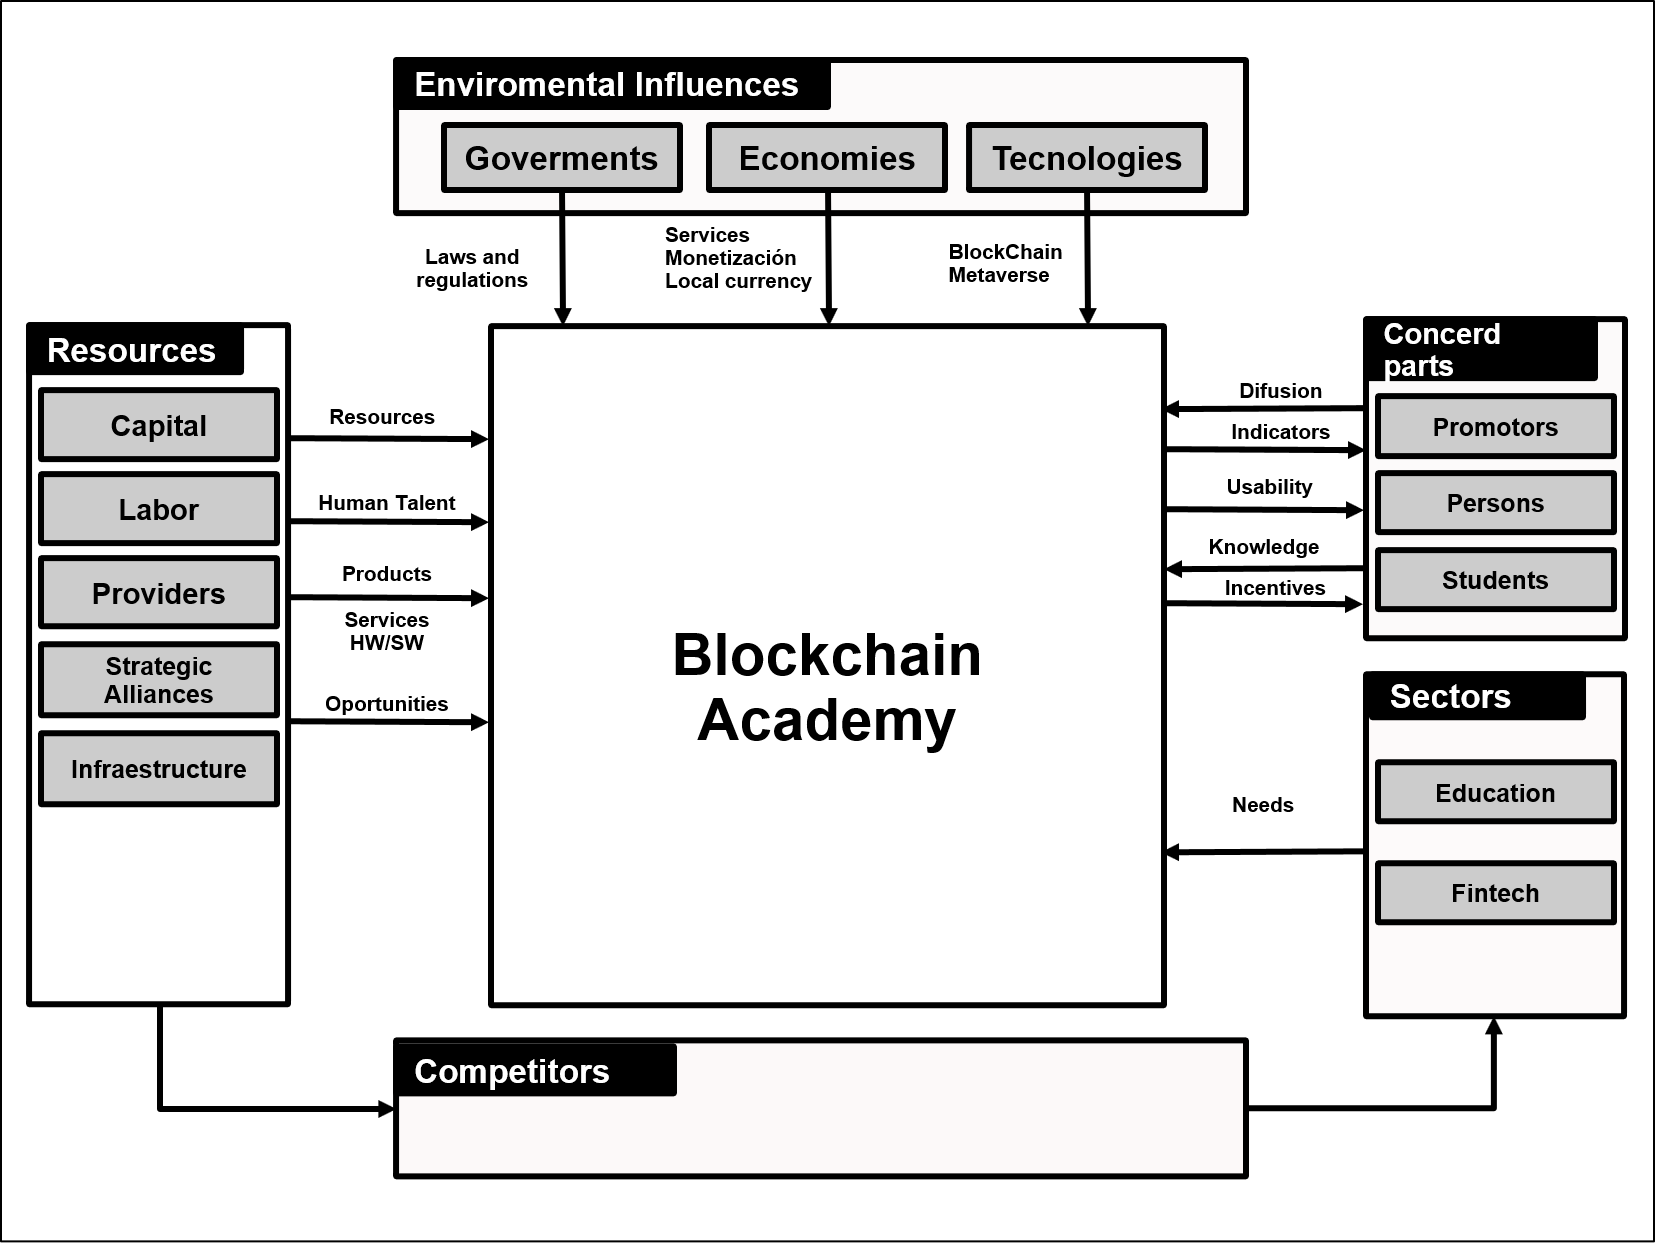 Enviromental Influences
Goverments
Economies
Tecnologies
Laws and
regulations
Services
Monetización
Local currency
BlockChain
Metaverse
Resources
Capital
Labor
Providers
Strategic
Alliances
Infraestructure
Resources
Human Talent
Products
Services
HW/SW
Oportunities
Blockchain
Academy
Difusion
Indicators
Usability
Knowledge
Incentives
Needs
Concerd
parts
Promotors
Persons
Students
Sectors
Education
Fintech
Competitors